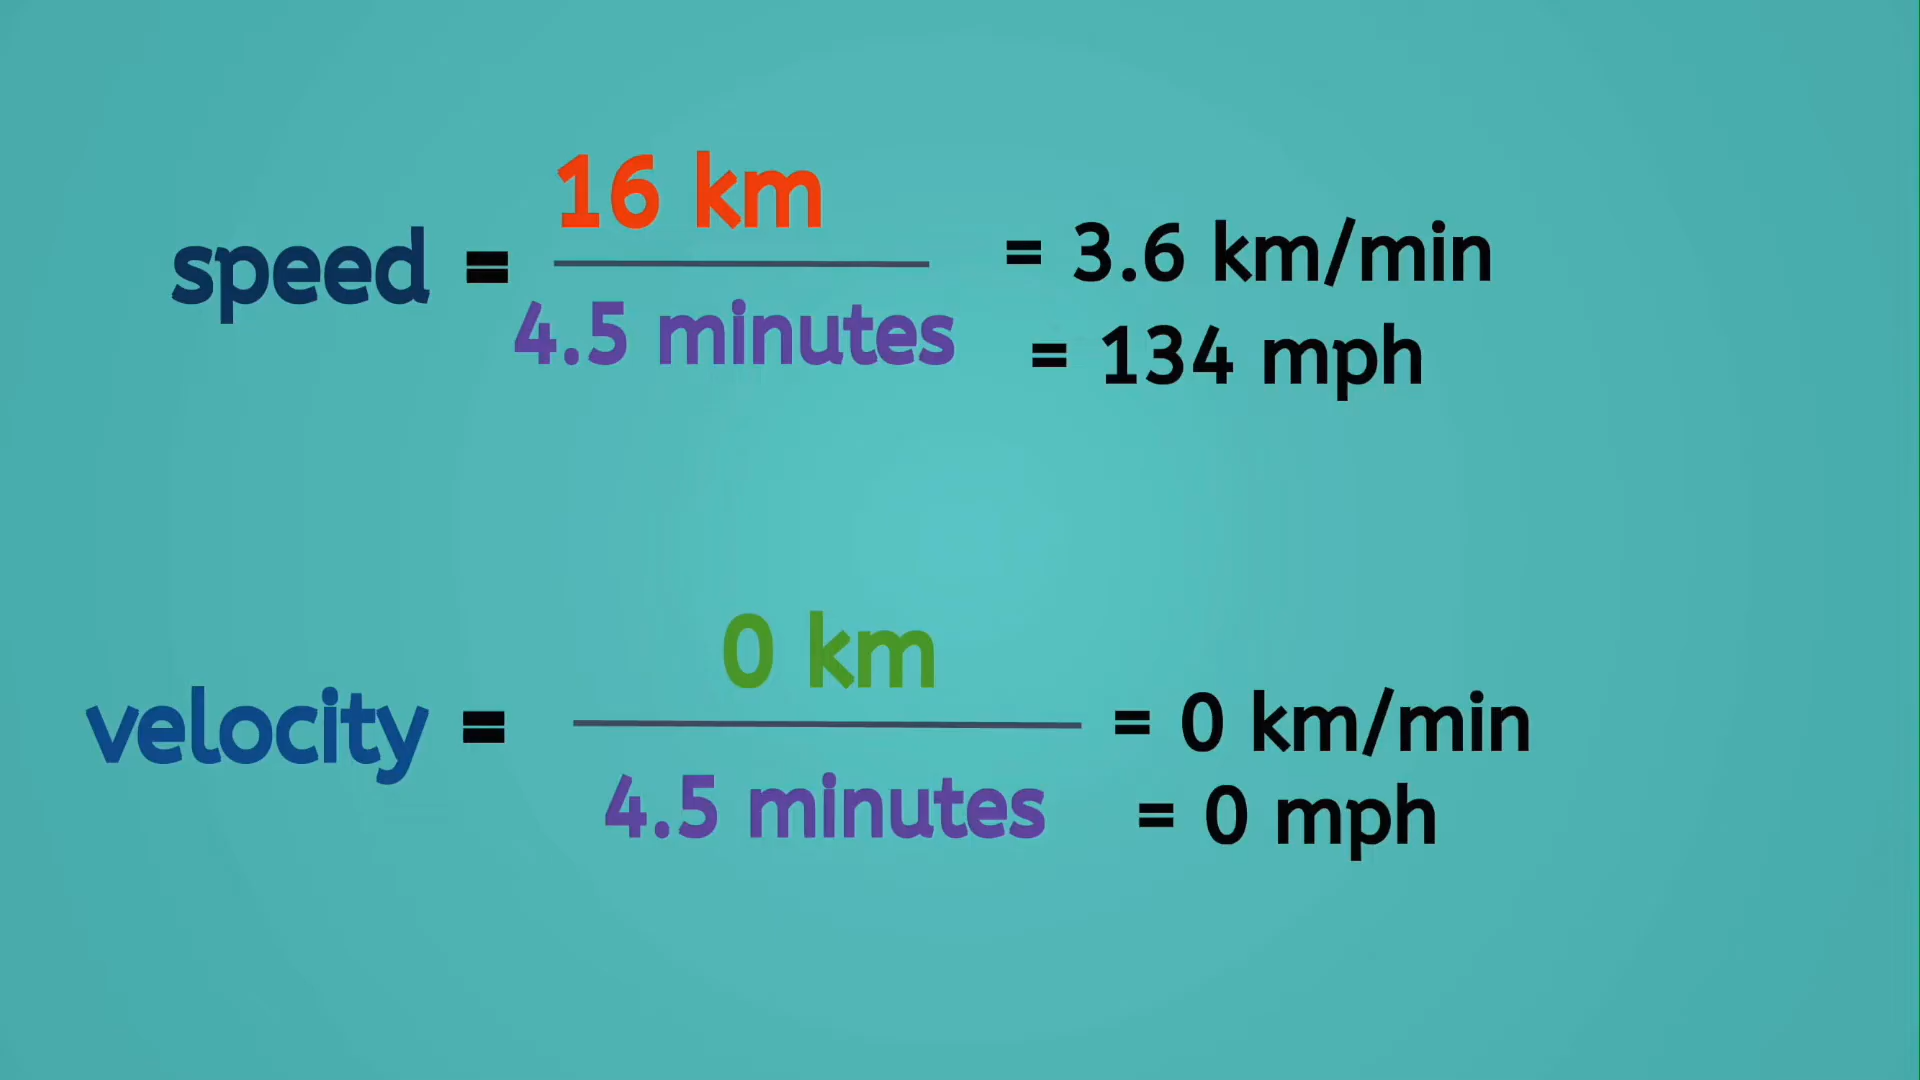 speed = 16 km
4.5 minutes
= 3.6 km/min
= 134 mph
velocity = 0 km
4.5 minutes
= 0 km/min
= 0 mph